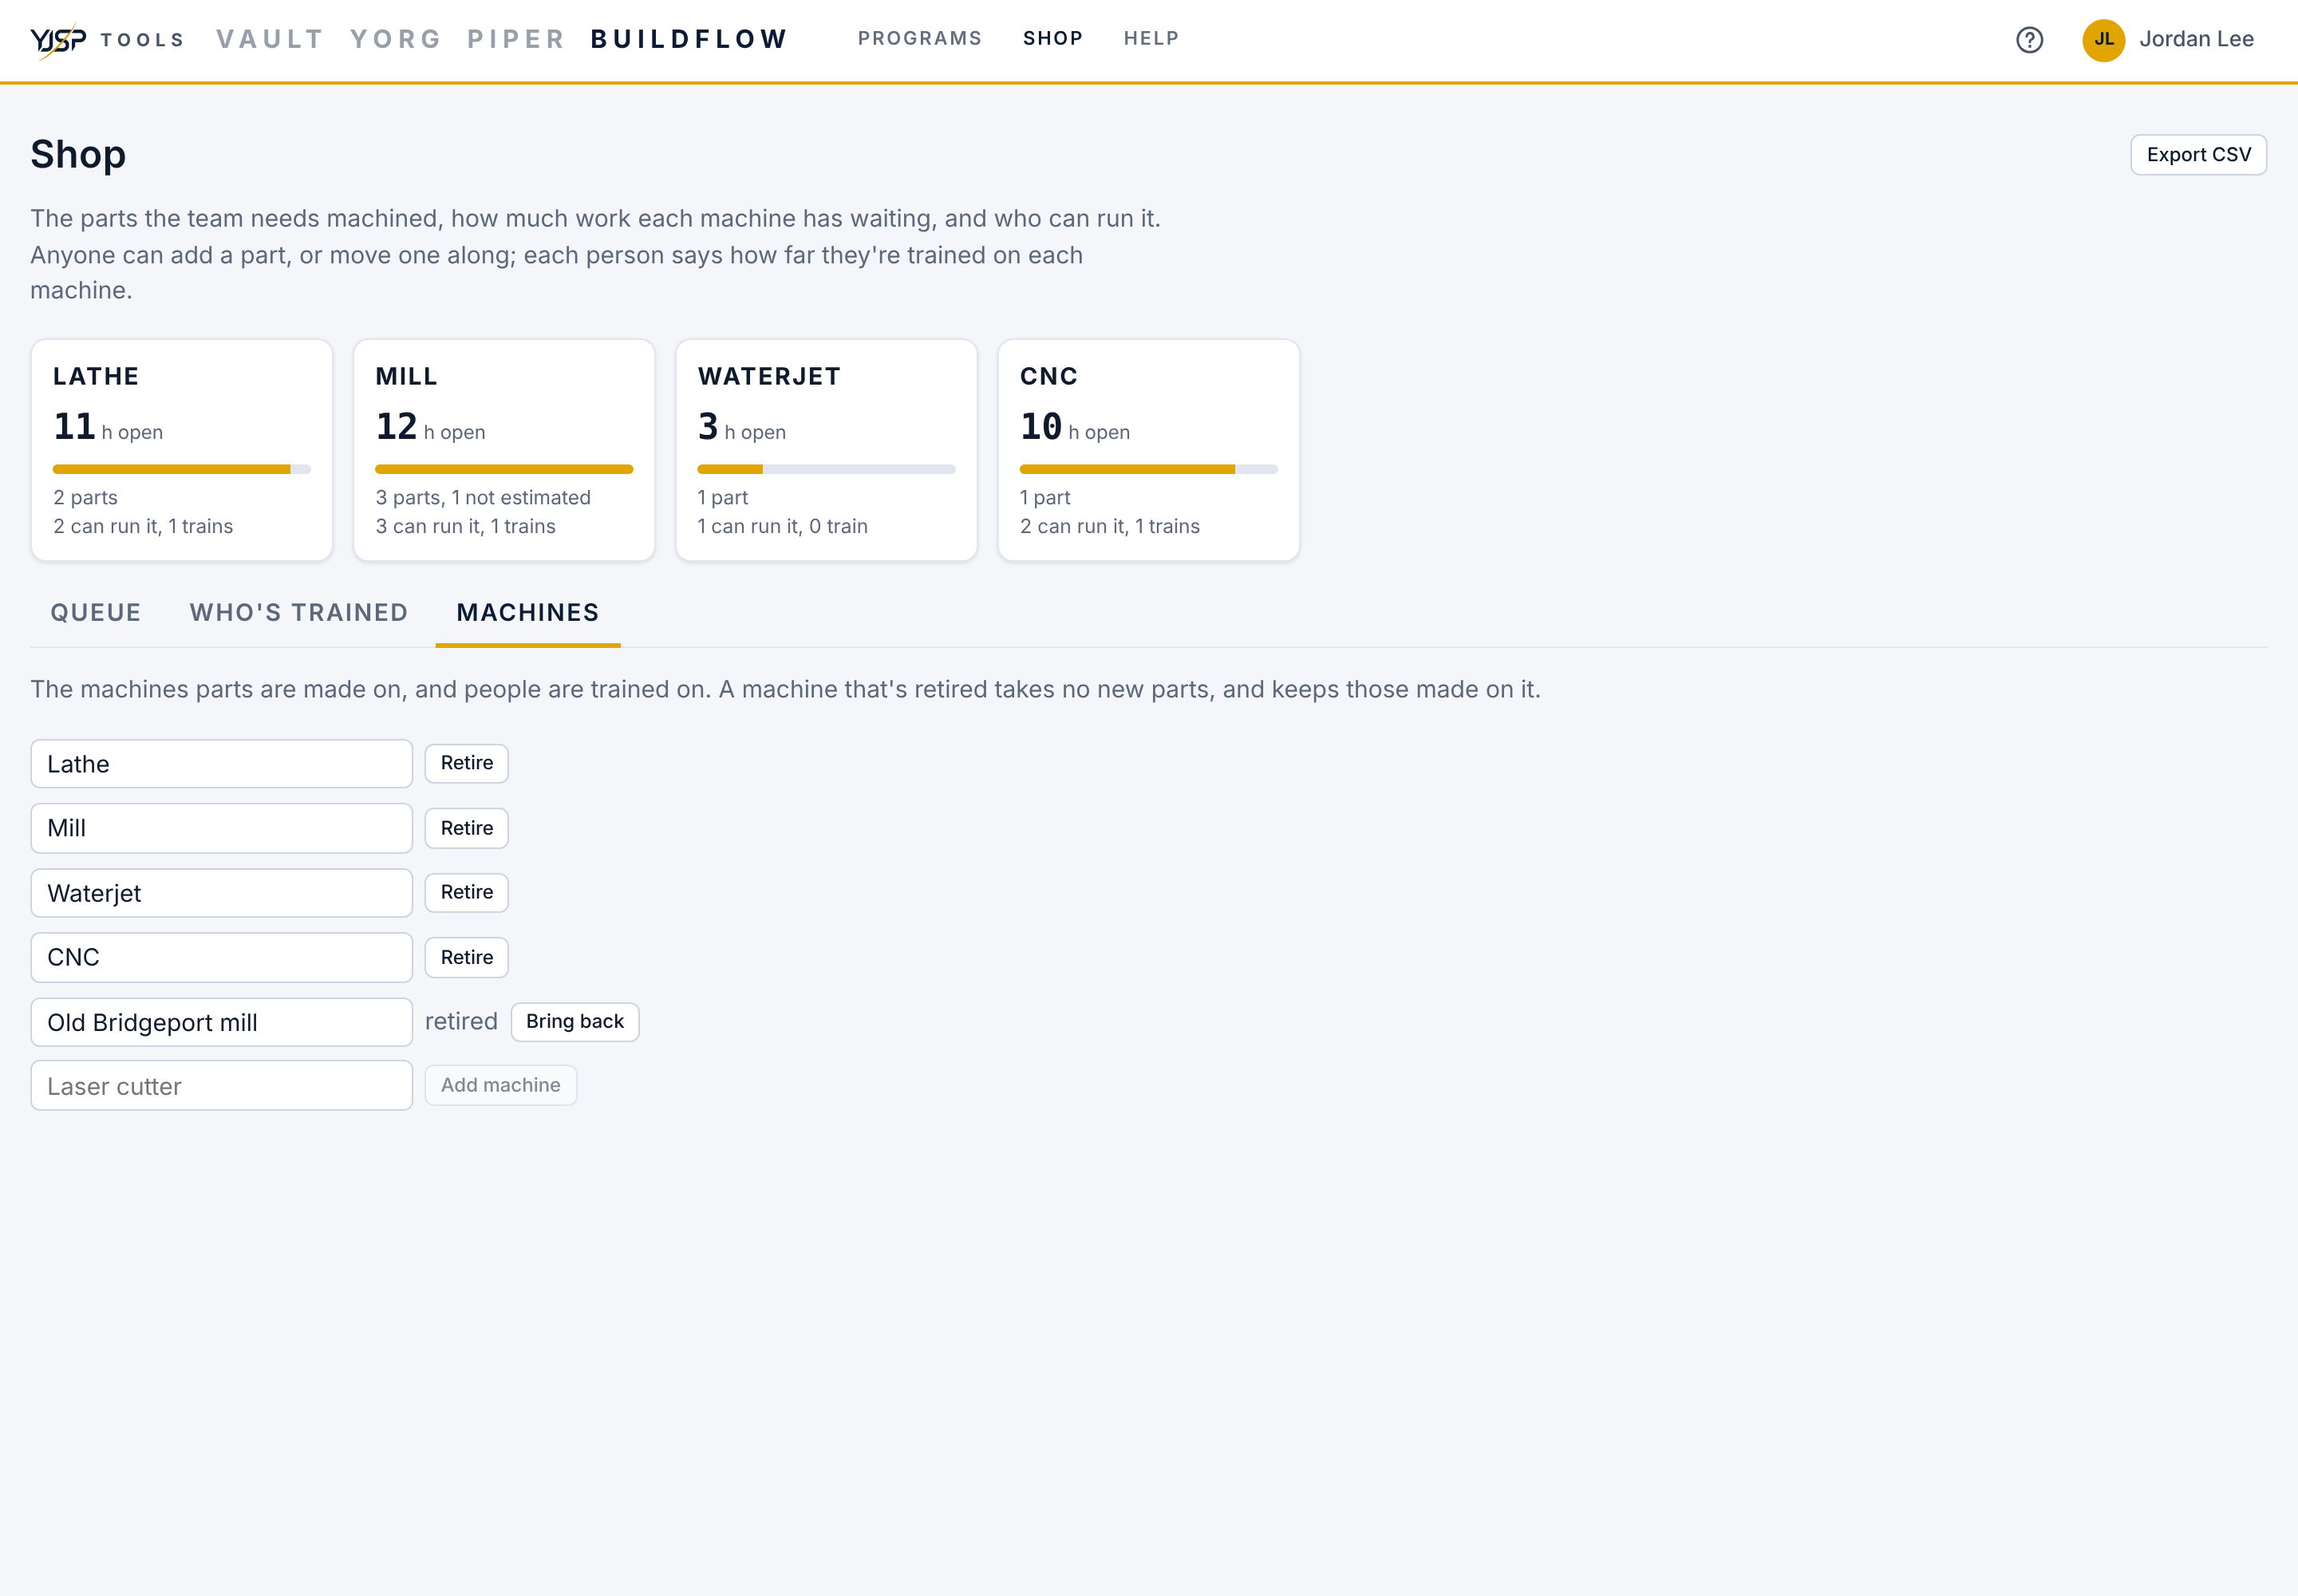 YJSP TOOLS VAULT YORG PIPER BUILDFLOW PROGRAMS SHOP HELP ? JL Jordan Lee
Shop
Export CSV
The parts the team needs machined, how much work each machine has waiting, and who can run it.
Anyone can add a part, or move one along; each person says how far they're trained on each
machine.
LATHE
11 h open
2 parts
2 can run it, 1 trains
MILL
12 h open
3 parts, 1 not estimated
3 can run it, 1 trains
WATERJET
3 h open
1 part
1 can run it, 0 train
CNC
10 h open
1 part
2 can run it, 1 trains
QUEUE WHO'S TRAINED MACHINES
The machines parts are made on, and people are trained on. A machine that's retired takes no new parts, and keeps those made on it.
Lathe Retire
Mill Retire
Waterjet Retire
CNC Retire
Old Bridgeport mill retired Bring back
Laser cutter Add machine